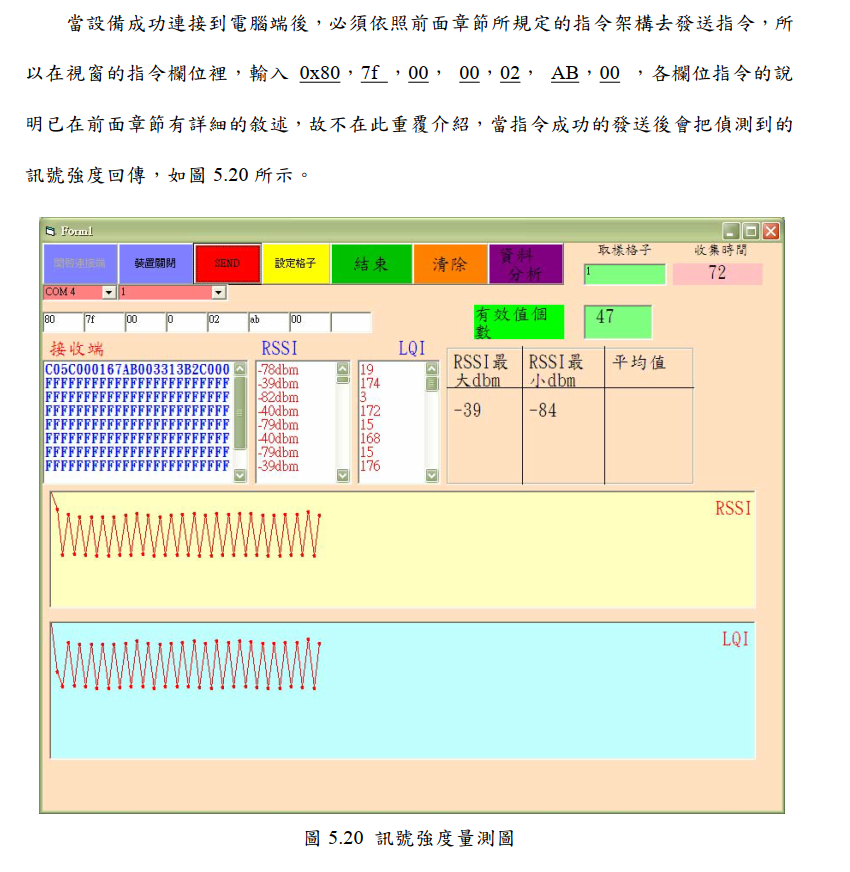 當設備成功連接到電腦端後，必須依照前面章節所規定的指令架構去發送指令，所
以在視窗的指令欄位裡，輸入 0x80，7f ，00， 00，02， AB，00 ，各欄位指令的說
明已在前面章節有詳細的敘述，故不在此重覆介紹，當指令成功的發送後會把偵測到的
訊號強度回傳，如圖 5.20 所示。
Form1
開啟連接端 裝置關閉 SEND 設定格子 結束 清除 資料分析 取樣格子 收集時間
1 72
COM 4 1
80 7f 00 0 02 ab 00
有效值個數 47
接收端 RSSI LQI
RSSI最大dbm RSSI最小dbm 平均值
-39 -84
C05C000167AB003313B2C000 -78dbm 19
FFFFFFFFFFFFFFFFFFFFFFFF -39dbm 174
FFFFFFFFFFFFFFFFFFFFFFFF -82dbm 3
FFFFFFFFFFFFFFFFFFFFFFFF -40dbm 172
FFFFFFFFFFFFFFFFFFFFFFFF -79dbm 15
FFFFFFFFFFFFFFFFFFFFFFFF -40dbm 168
FFFFFFFFFFFFFFFFFFFFFFFF -79dbm 15
FFFFFFFFFFFFFFFFFFFFFFFF -39dbm 176
RSSI
LQI
圖 5.20 訊號強度量測圖